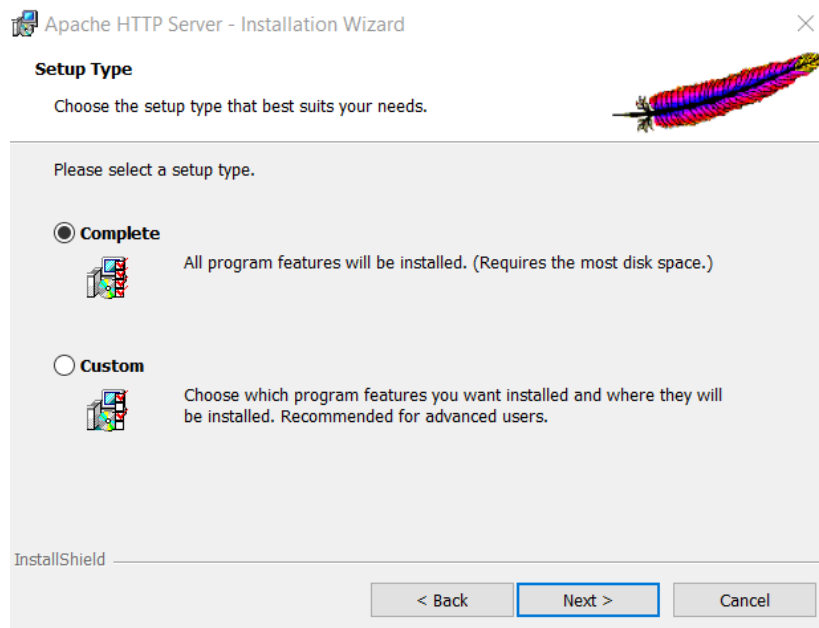 Apache HTTP Server - Installation Wizard
Setup Type
Choose the setup type that best suits your needs.
Please select a setup type.
Complete
All program features will be installed. (Requires the most disk space.)
Custom
Choose which program features you want installed and where they will
be installed. Recommended for advanced users.
InstallShield
< Back
Next >
Cancel